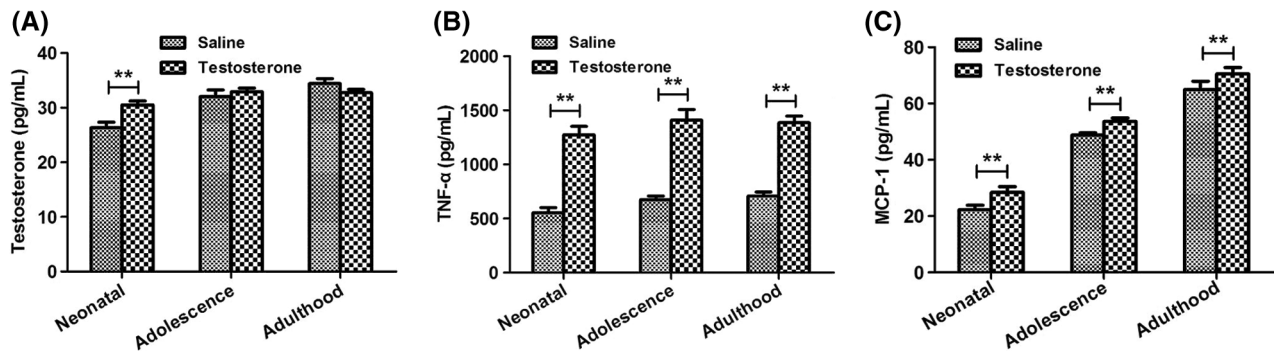 (A)
Saline
Testosterone
Testosterone (pg/mL)
40
30
20
10
0
**
Neonatal
Adolescence
Adulthood
(B)
Saline
Testosterone
TNF-α (pg/mL)
2000
1500
1000
500
0
**
**
**
Neonatal
Adolescence
Adulthood
(C)
Saline
Testosterone
MCP-1 (pg/mL)
80
60
40
20
0
**
**
**
Neonatal
Adolescence
Adulthood